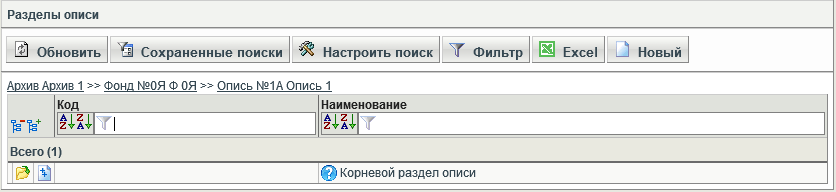 Разделы описи
Обновить Сохраненные поиски Настроить поиск Фильтр Excel Новый
Архив Архив 1 >> Фонд №0Я Ф 0Я >> Опись №1А Опись 1
Код Наименование
Всего (1)
Корневой раздел описи